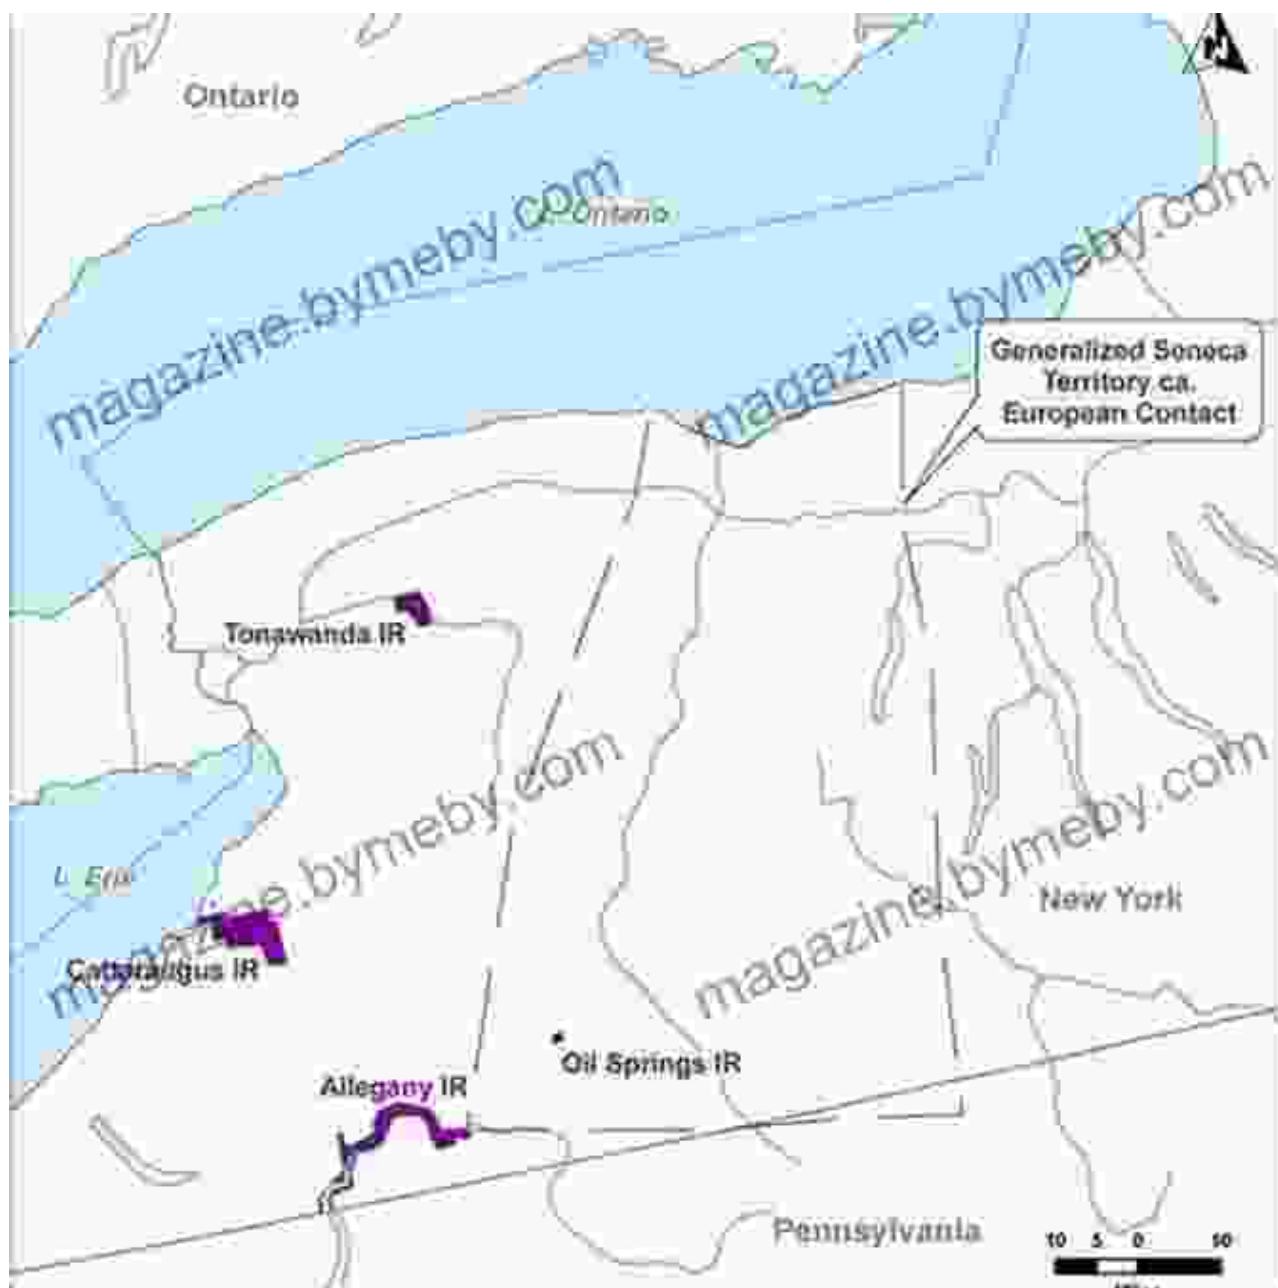 N
Ontario
magazine.bymeby.com
L. Ontario
magazine.bymeby.com
Generalized Seneca
Territory ca.
European Contact
Tonawanda IR
magazine.bymeby.com
L. Erie
magazine.bymeby.com
New York
Cattaraugus IR
Oil Springs IR
Allegany IR
Pennsylvania
10 5 0 10